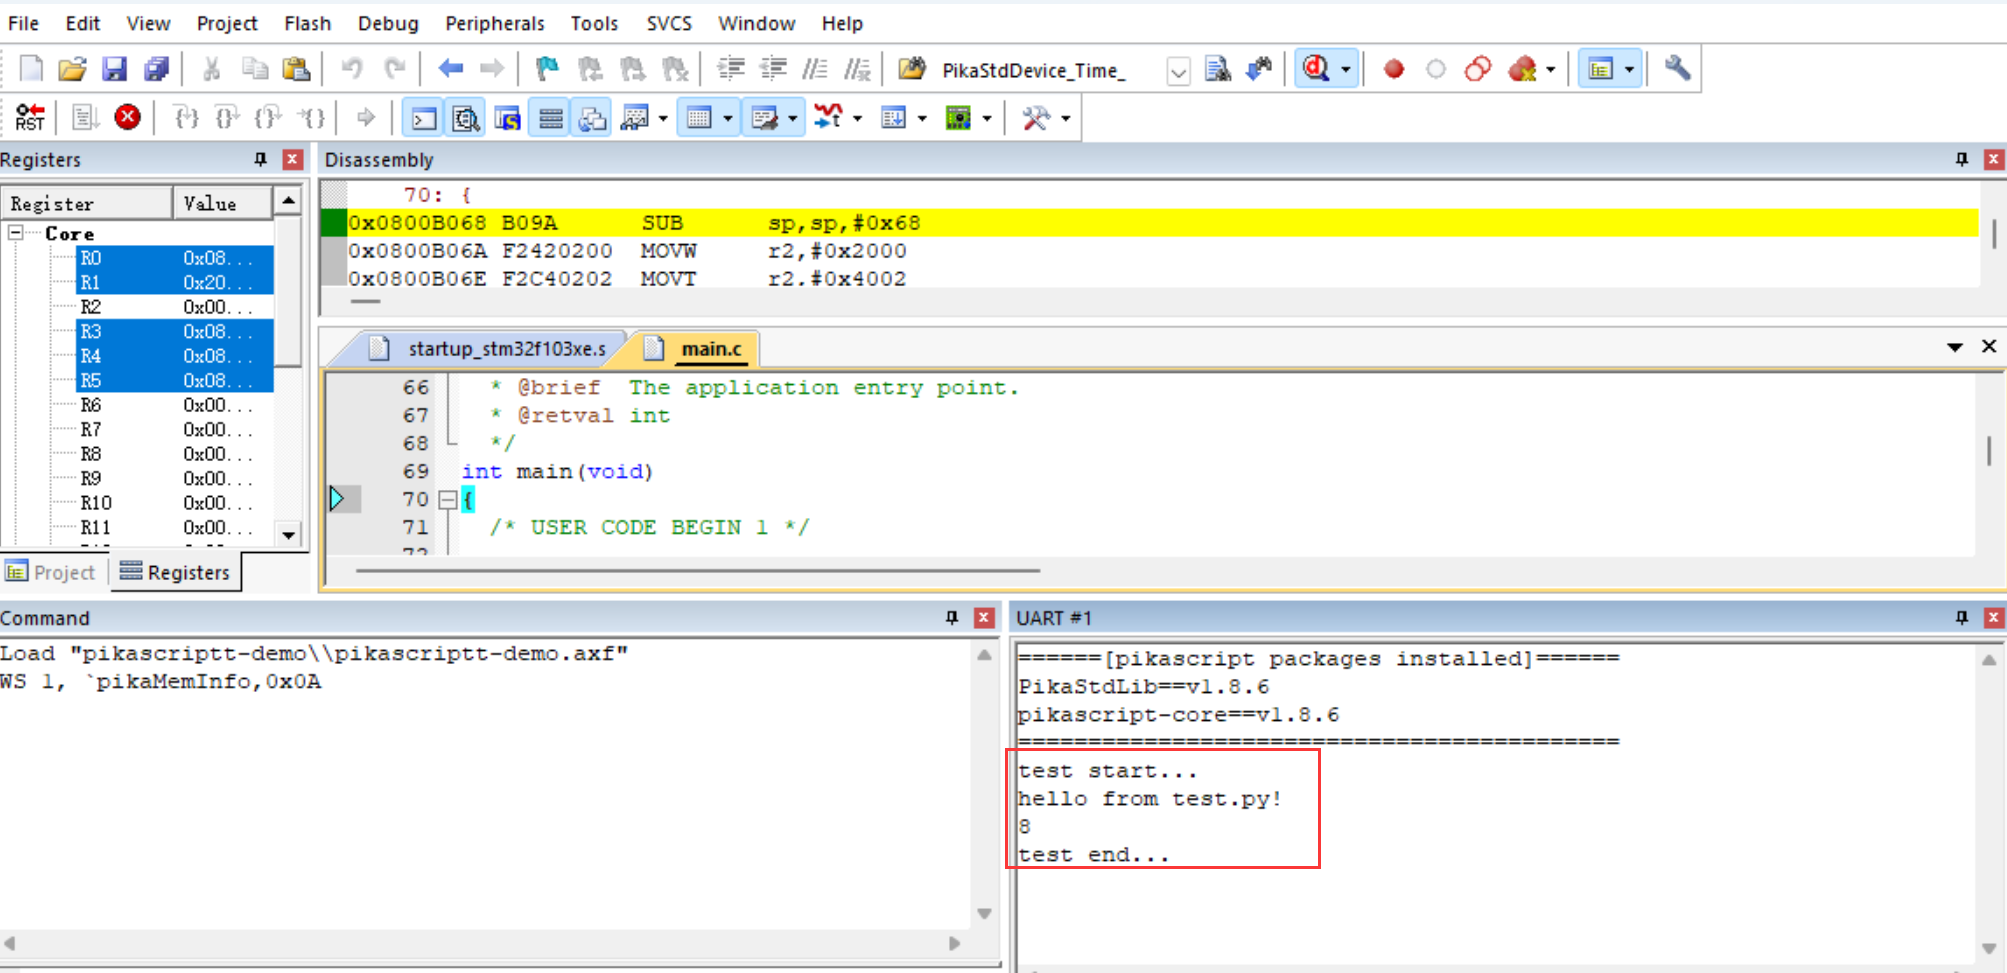 File Edit View Project Flash Debug Peripherals Tools SVCS Window Help
PikaStdDevice_Time_
RST
Registers
Register Value
Core
R0 0x08...
R1 0x20...
R2 0x00...
R3 0x08...
R4 0x08...
R5 0x08...
R6 0x00...
R7 0x00...
R8 0x00...
R9 0x00...
R10 0x00...
R11 0x00...
Project Registers
Disassembly
70: {
0x0800B068 B09A SUB sp,sp,#0x68
0x0800B06A F2420200 MOVW r2,#0x2000
0x0800B06E F2C40202 MOVT r2,#0x4002
startup_stm32f103xe.s main.c
66 * @brief The application entry point.
67 * @retval int
68 */
69 int main(void)
70 {
71 /* USER CODE BEGIN 1 */
72
Command
Load "pikascriptt-demo\\pikascriptt-demo.axf"
WS 1, `pikaMemInfo,0x0A
UART #1
======[pikascript packages installed]======
PikaStdLib==v1.8.6
pikascript-core==v1.8.6
===========================================
test start...
hello from test.py!
8
test end...